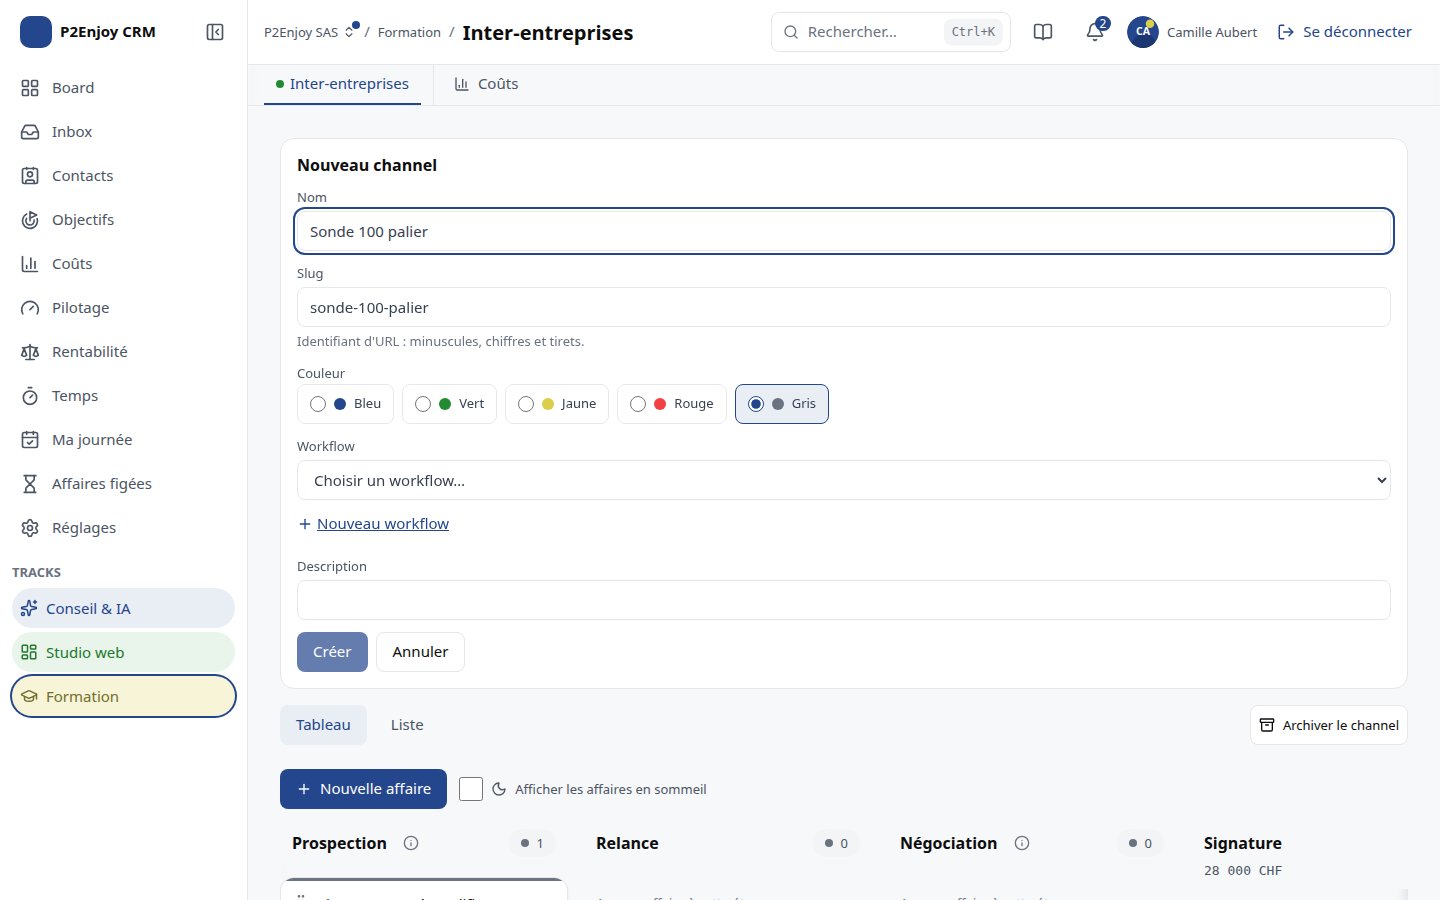 P2Enjoy CRM
Board
Inbox
Contacts
Objectifs
Coûts
Pilotage
Rentabilité
Temps
Ma journée
Affaires figées
Réglages
TRACKS
Conseil & IA
Studio web
Formation
P2Enjoy SAS / Formation / Inter-entreprises
Rechercher... Ctrl+K
2
CA Camille Aubert
Se déconnecter
Inter-entreprises
Coûts
Nouveau channel
Nom
Sonde 100 palier
Slug
sonde-100-palier
Identifiant d'URL : minuscules, chiffres et tirets.
Couleur
Bleu Vert Jaune Rouge Gris
Workflow
Choisir un workflow...
Nouveau workflow
Description
Créer Annuler
Tableau Liste Archiver le channel
Nouvelle affaire Afficher les affaires en sommeil
Prospection 1 Relance 0 Négociation 0 Signature
28 000 CHF